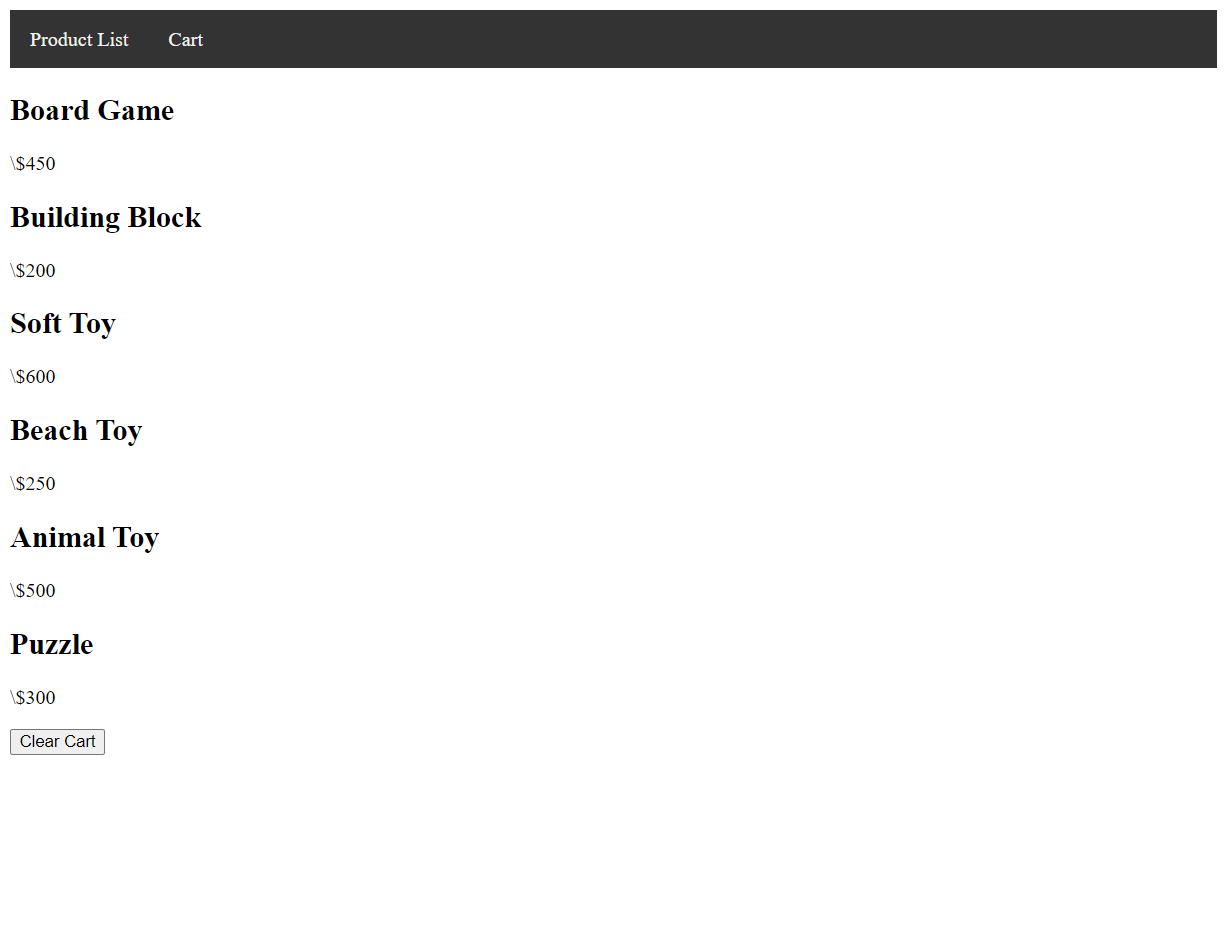 Product List Cart
Board Game
\$450
Building Block
\$200
Soft Toy
\$600
Beach Toy
\$250
Animal Toy
\$500
Puzzle
\$300
Clear Cart